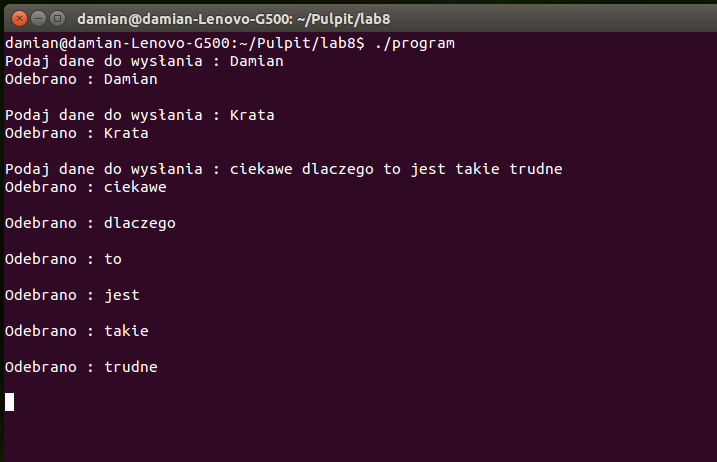 damian@damian-Lenovo-G500: ~/Pulpit/lab8
damian@damian-Lenovo-G500:~/Pulpit/lab8$ ./program
Podaj dane do wysłania : Damian
Odebrano : Damian
Podaj dane do wysłania : Krata
Odebrano : Krata
Podaj dane do wysłania : ciekawe dlaczego to jest takie trudne
Odebrano : ciekawe
Odebrano : dlaczego
Odebrano : to
Odebrano : jest
Odebrano : takie
Odebrano : trudne